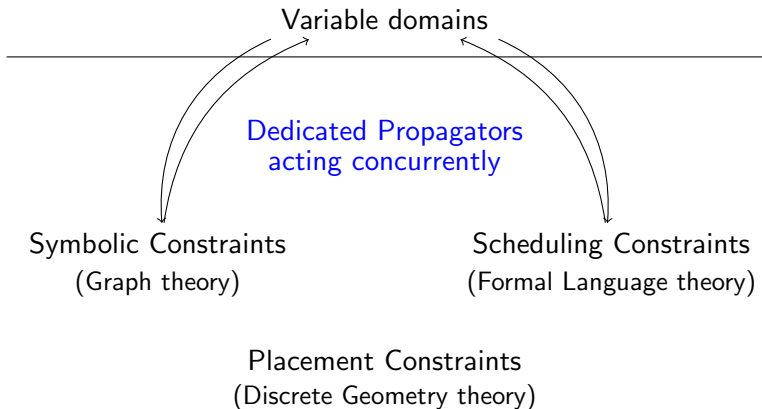 Variable domains
Dedicated Propagators
acting concurrently
Symbolic Constraints
(Graph theory)
Scheduling Constraints
(Formal Language theory)
Placement Constraints
(Discrete Geometry theory)